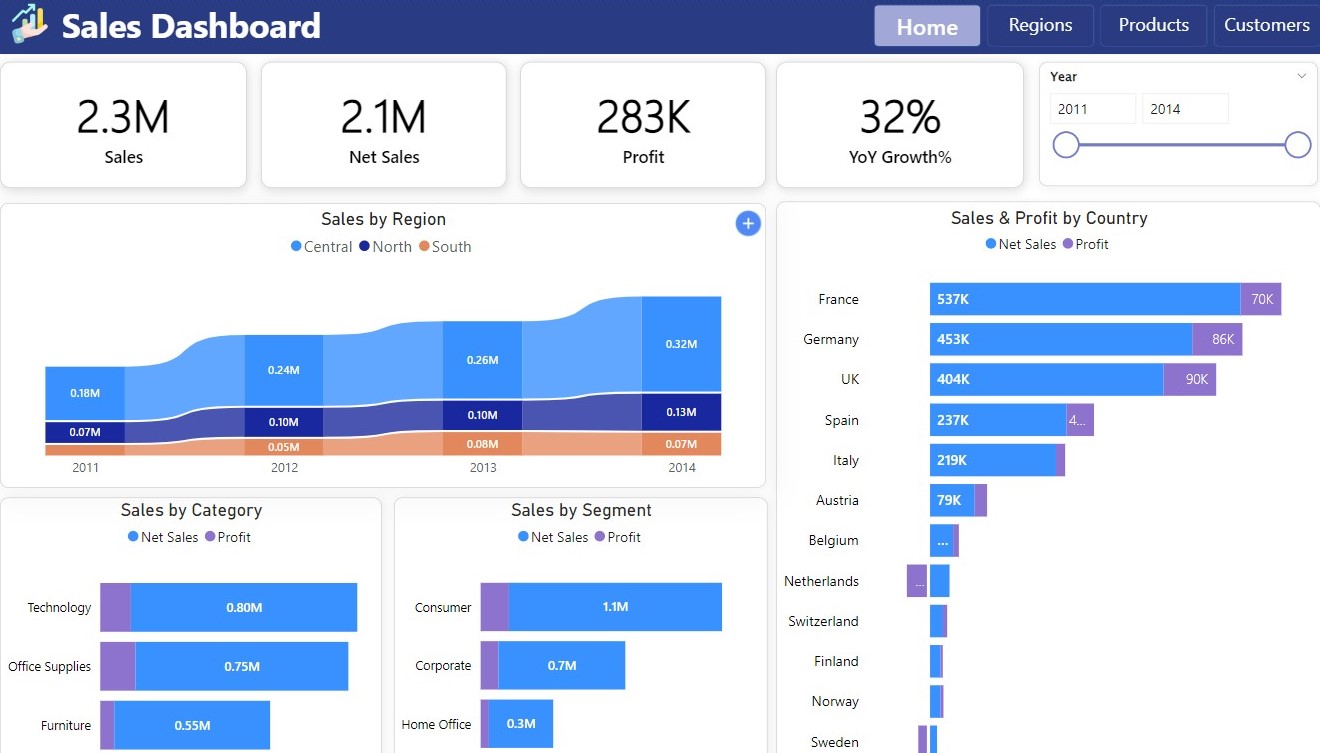 Sales Dashboard
Home
Regions
Products
Customers
2.3M
Sales
2.1M
Net Sales
283K
Profit
32%
YoY Growth%
Year
2011
2014
Sales by Region
Central North South
0.18M
0.07M
0.24M
0.10M
0.05M
0.26M
0.10M
0.08M
0.32M
0.13M
0.07M
2011 2012 2013 2014
Sales & Profit by Country
Net Sales Profit
France 537K 70K
Germany 453K 86K
UK 404K 90K
Spain 237K 4...
Italy 219K
Austria 79K
Belgium ...
Netherlands ...
Switzerland
Finland
Norway
Sweden
Sales by Category
Net Sales Profit
Technology 0.80M
Office Supplies 0.75M
Furniture 0.55M
Sales by Segment
Net Sales Profit
Consumer 1.1M
Corporate 0.7M
Home Office 0.3M